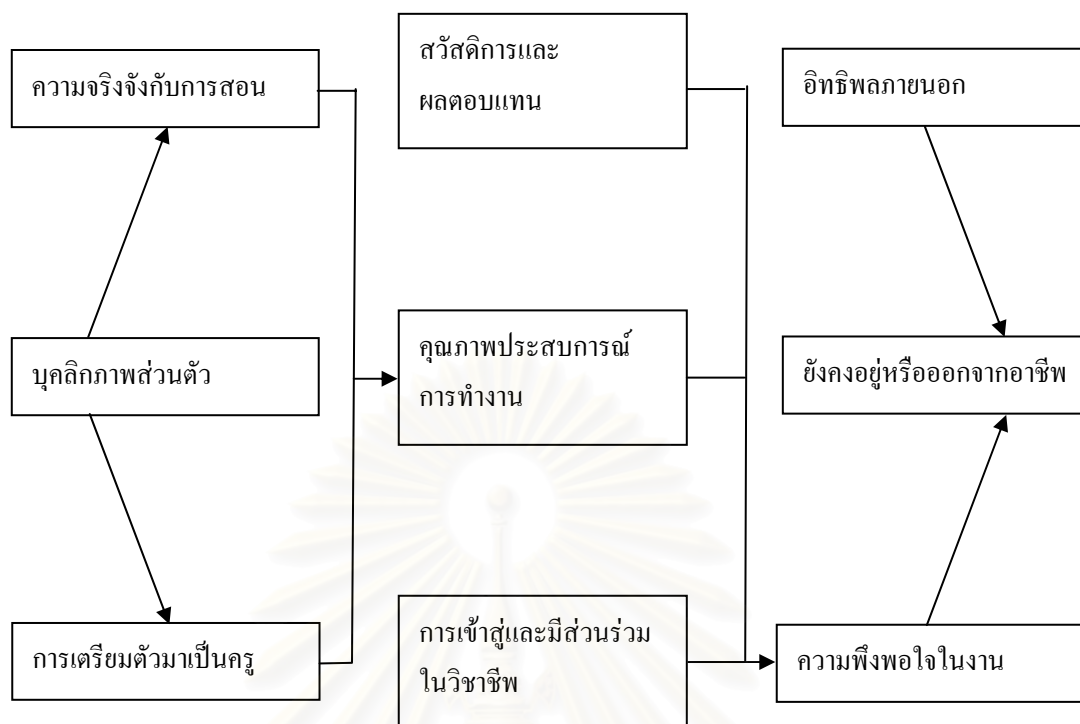 ความจริงจังกับการสอน
บุคลิกภาพส่วนตัว
การเตรียมตัวมาเป็นครู
สวัสดิการและ
ผลตอบแทน
คุณภาพประสบการณ์
การทำงาน
การเข้าสู่และมีส่วนร่วม
ในวิชาชีพ
อิทธิพลภายนอก
ยังคงอยู่หรือออกจากอาชีพ
ความพึงพอใจในงาน